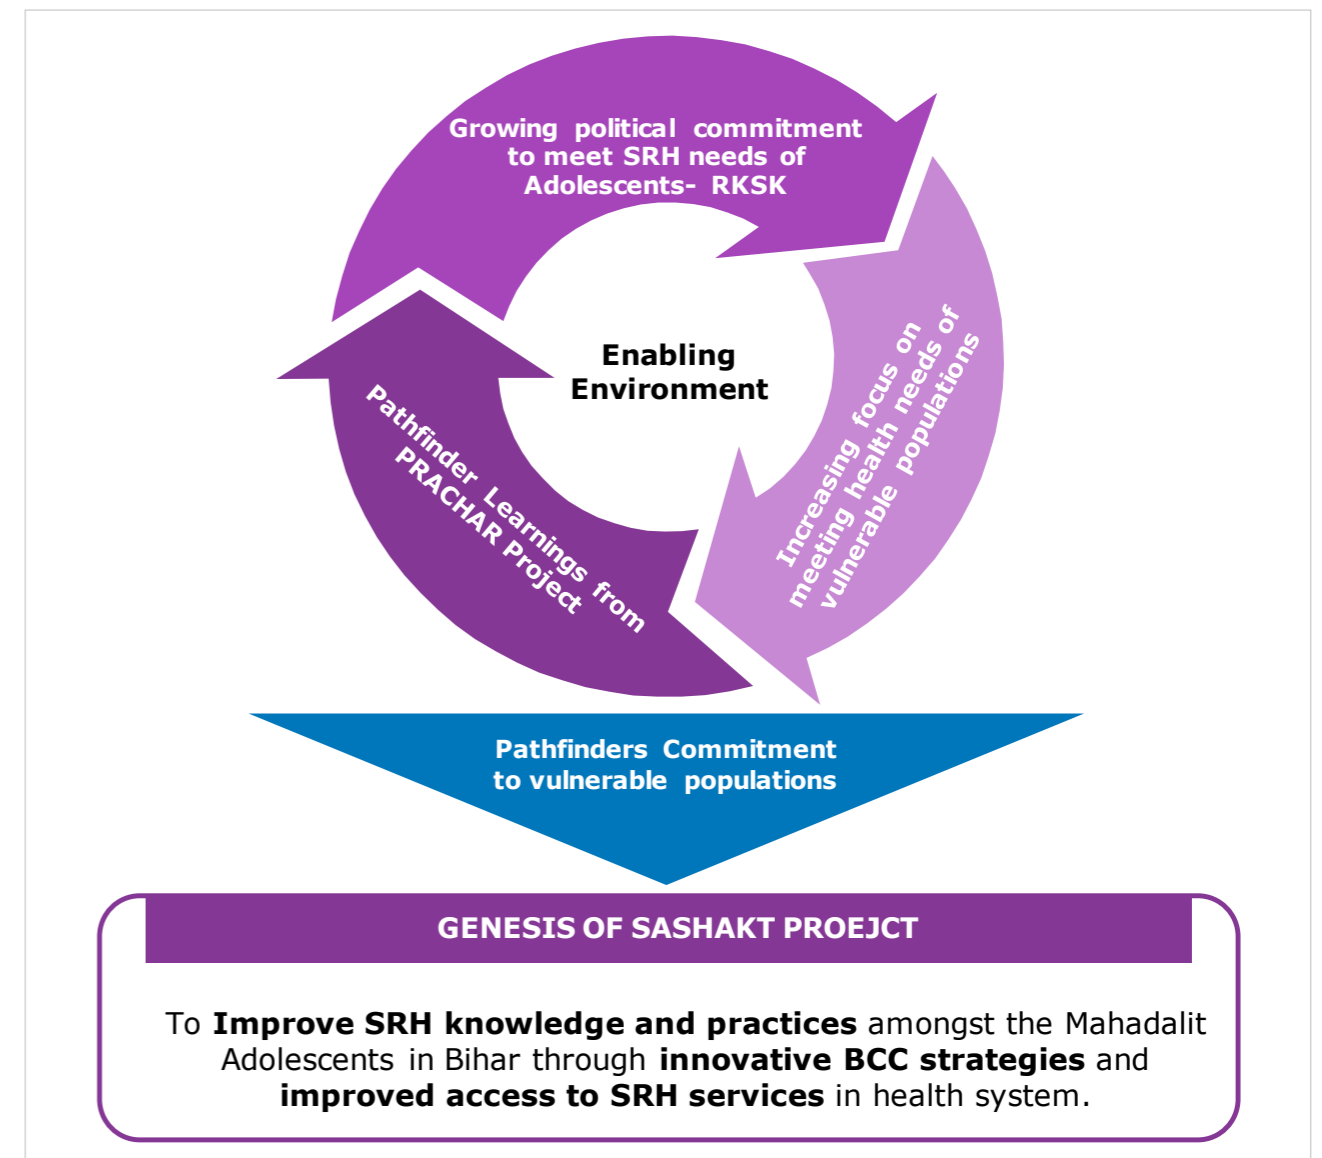 Growing political commitment
to meet SRH needs of
Adolescents- RKSK
Increasing focus on
meeting health needs of
vulnerable populations
Enabling
Environment
Pathfinder Learnings from
PRACHAR Project
Pathfinders Commitment
to vulnerable populations
GENESIS OF SASHAKT PROEJCT
To Improve SRH knowledge and practices amongst the Mahadalit
Adolescents in Bihar through innovative BCC strategies and
improved access to SRH services in health system.